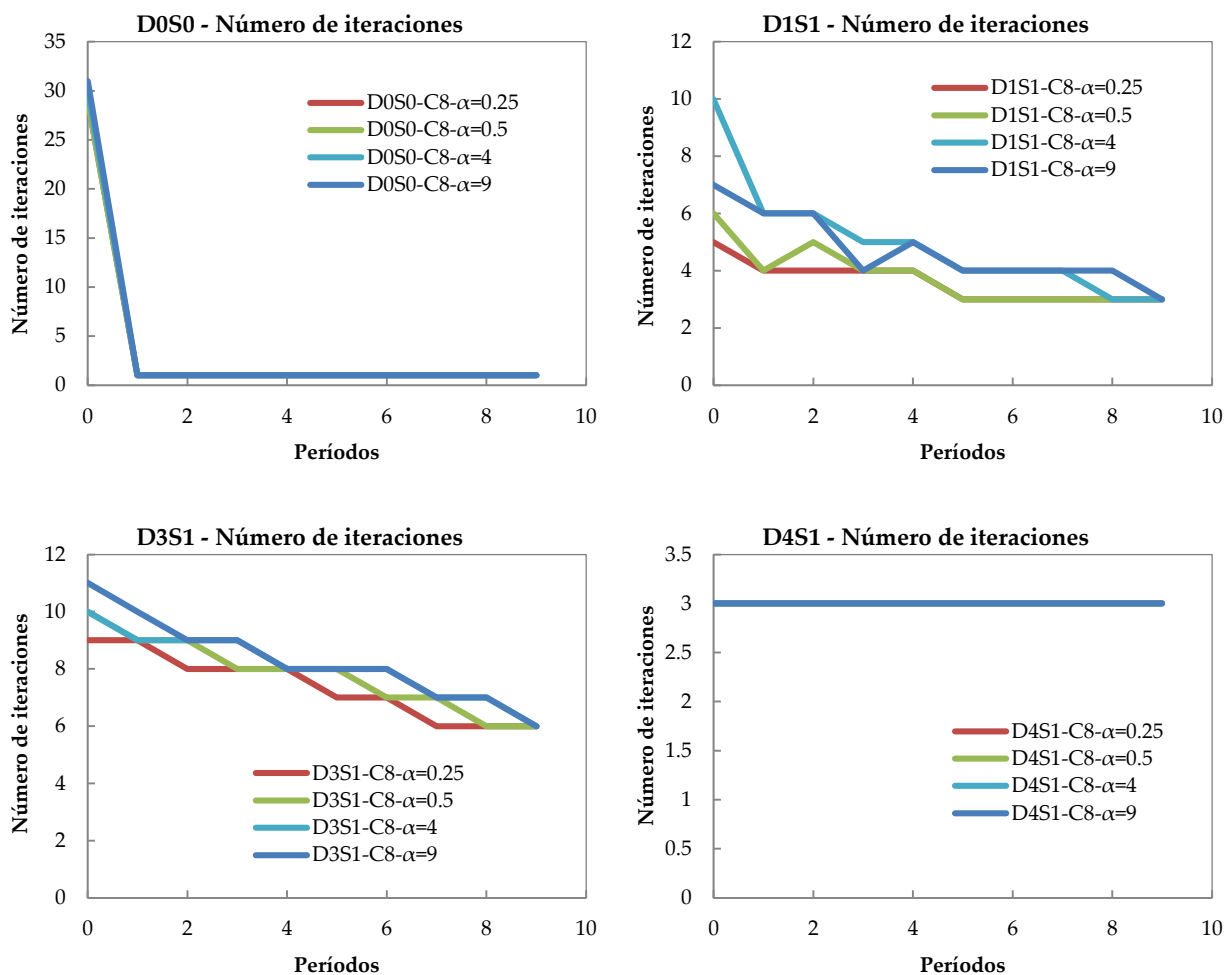 D0S0 - Número de iteraciones
35
30
25
20
15
10
5
0
0 2 4 6 8 10
Número de iteraciones
Períodos
D0S0-C8-α=0.25
D0S0-C8-α=0.5
D0S0-C8-α=4
D0S0-C8-α=9
D1S1 - Número de iteraciones
12
10
8
6
4
2
0
0 2 4 6 8 10
Número de iteraciones
Períodos
D1S1-C8-α=0.25
D1S1-C8-α=0.5
D1S1-C8-α=4
D1S1-C8-α=9
D3S1 - Número de iteraciones
12
10
8
6
4
2
0
0 2 4 6 8 10
Número de iteraciones
Períodos
D3S1-C8-α=0.25
D3S1-C8-α=0.5
D3S1-C8-α=4
D3S1-C8-α=9
D4S1 - Número de iteraciones
3.5
3
2.5
2
1.5
1
0.5
0
0 2 4 6 8 10
Número de iteraciones
Períodos
D4S1-C8-α=0.25
D4S1-C8-α=0.5
D4S1-C8-α=4
D4S1-C8-α=9